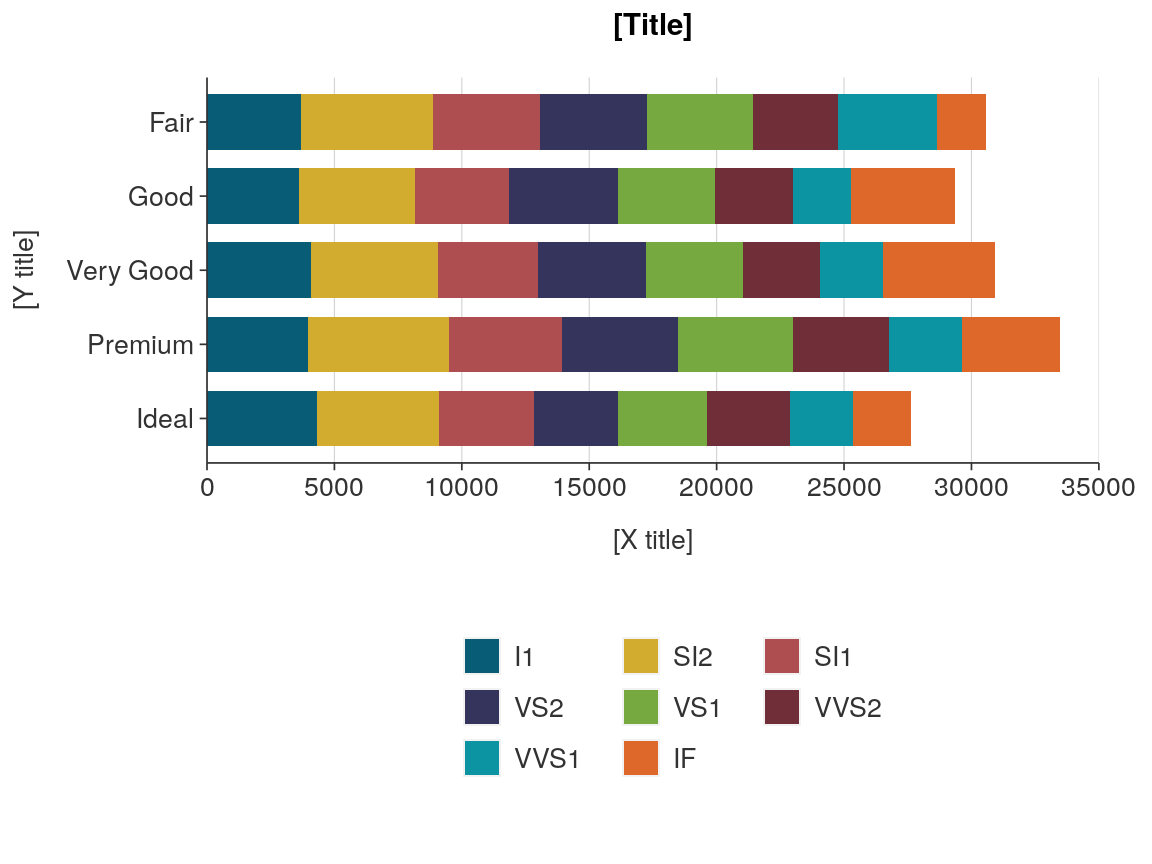 [Title]
Fair
Good
Very Good
Premium
Ideal
[Y title]
0 5000 10000 15000 20000 25000 30000 35000
[X title]
I1 SI2 SI1
VS2 VS1 VVS2
VVS1 IF